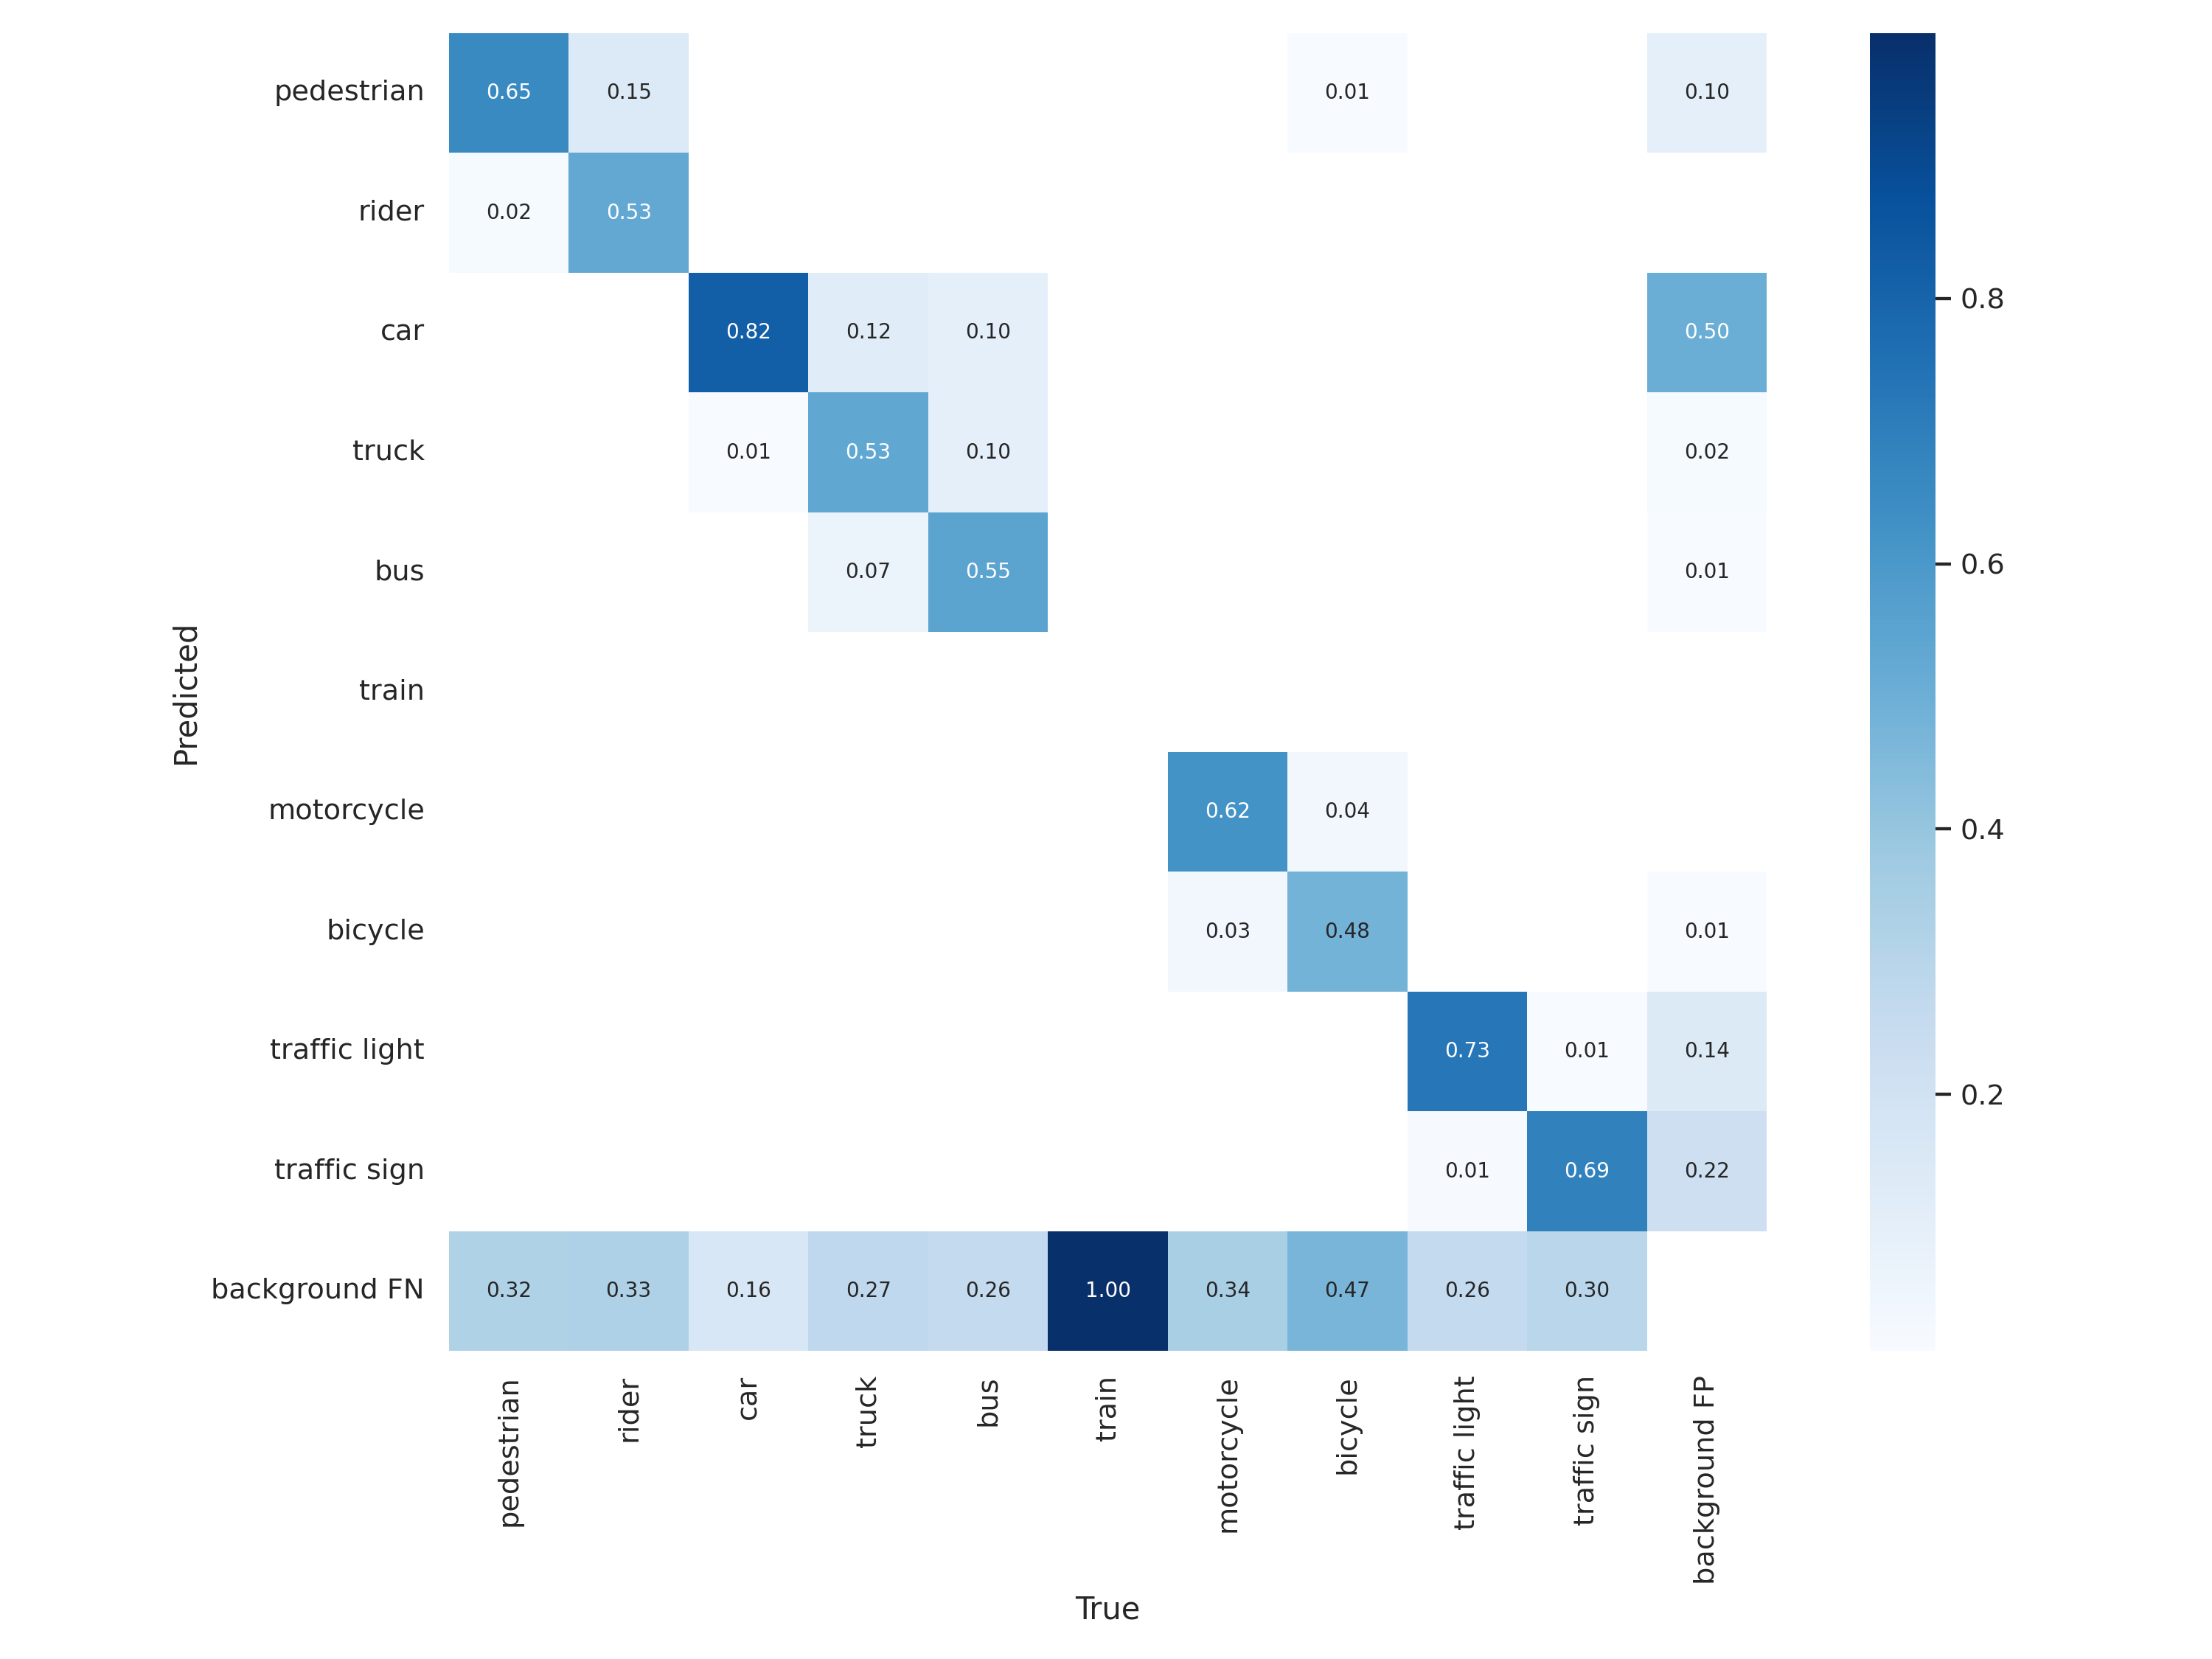 pedestrian 0.65 0.15 0.01 0.10
rider 0.02 0.53
car 0.82 0.12 0.10 0.50
truck 0.01 0.53 0.10 0.02
bus 0.07 0.55 0.01
train
motorcycle 0.62 0.04
bicycle 0.03 0.48 0.01
traffic light 0.73 0.01 0.14
traffic sign 0.01 0.69 0.22
background FN 0.32 0.33 0.16 0.27 0.26 1.00 0.34 0.47 0.26 0.30
Predicted
pedestrian
rider
car
truck
bus
train
motorcycle
bicycle
traffic light
traffic sign
background FP
True
0.8
0.6
0.4
0.2